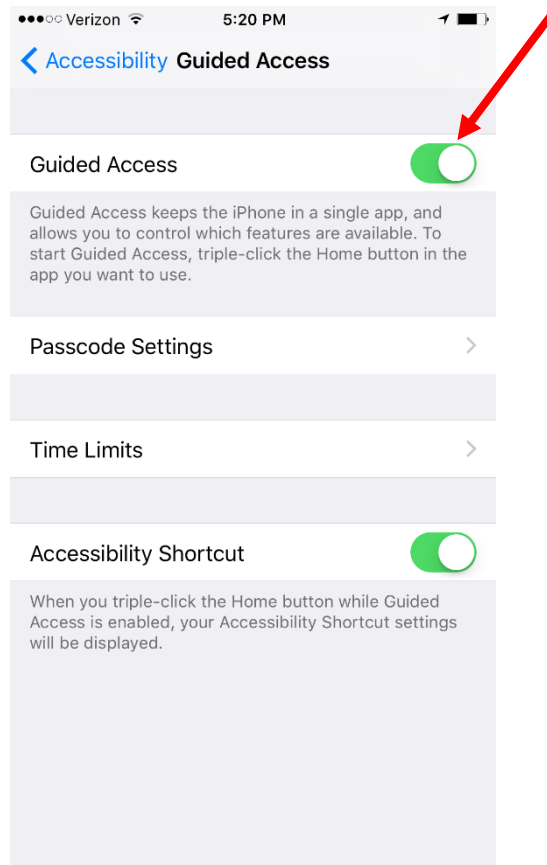 Verizon 5:20 PM
Accessibility Guided Access
Guided Access
Guided Access keeps the iPhone in a single app, and
allows you to control which features are available. To
start Guided Access, triple-click the Home button in the
app you want to use.
Passcode Settings
Time Limits
Accessibility Shortcut
When you triple-click the Home button while Guided
Access is enabled, your Accessibility Shortcut settings
will be displayed.